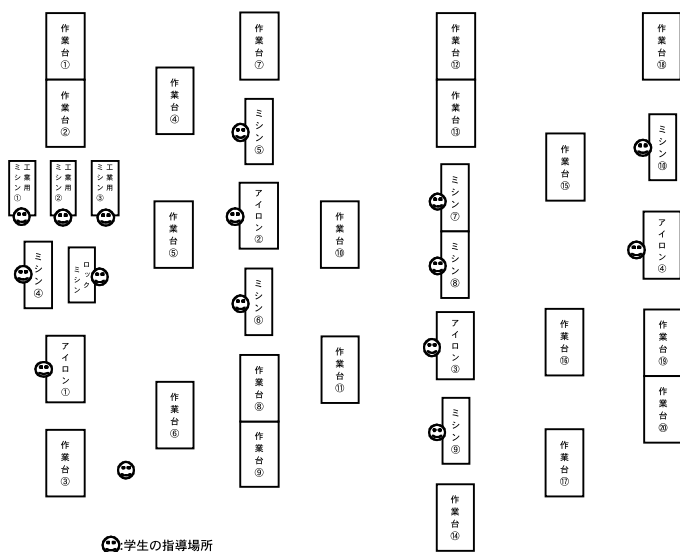 作業台①
作業台②
工業用ミシン①
工業用ミシン②
工業用ミシン③
ミシン④
ロックミシン
アイロン①
作業台③
作業台④
作業台⑤
作業台⑥
作業台⑦
ミシン⑤
アイロン②
ミシン⑥
作業台⑧
作業台⑨
作業台⑩
作業台⑪
作業台⑫
作業台⑬
ミシン⑦
ミシン⑧
アイロン③
ミシン⑨
作業台⑭
作業台⑮
作業台⑯
作業台⑰
作業台⑱
ミシン⑩
アイロン④
作業台⑲
作業台⑳
:学生の指導場所